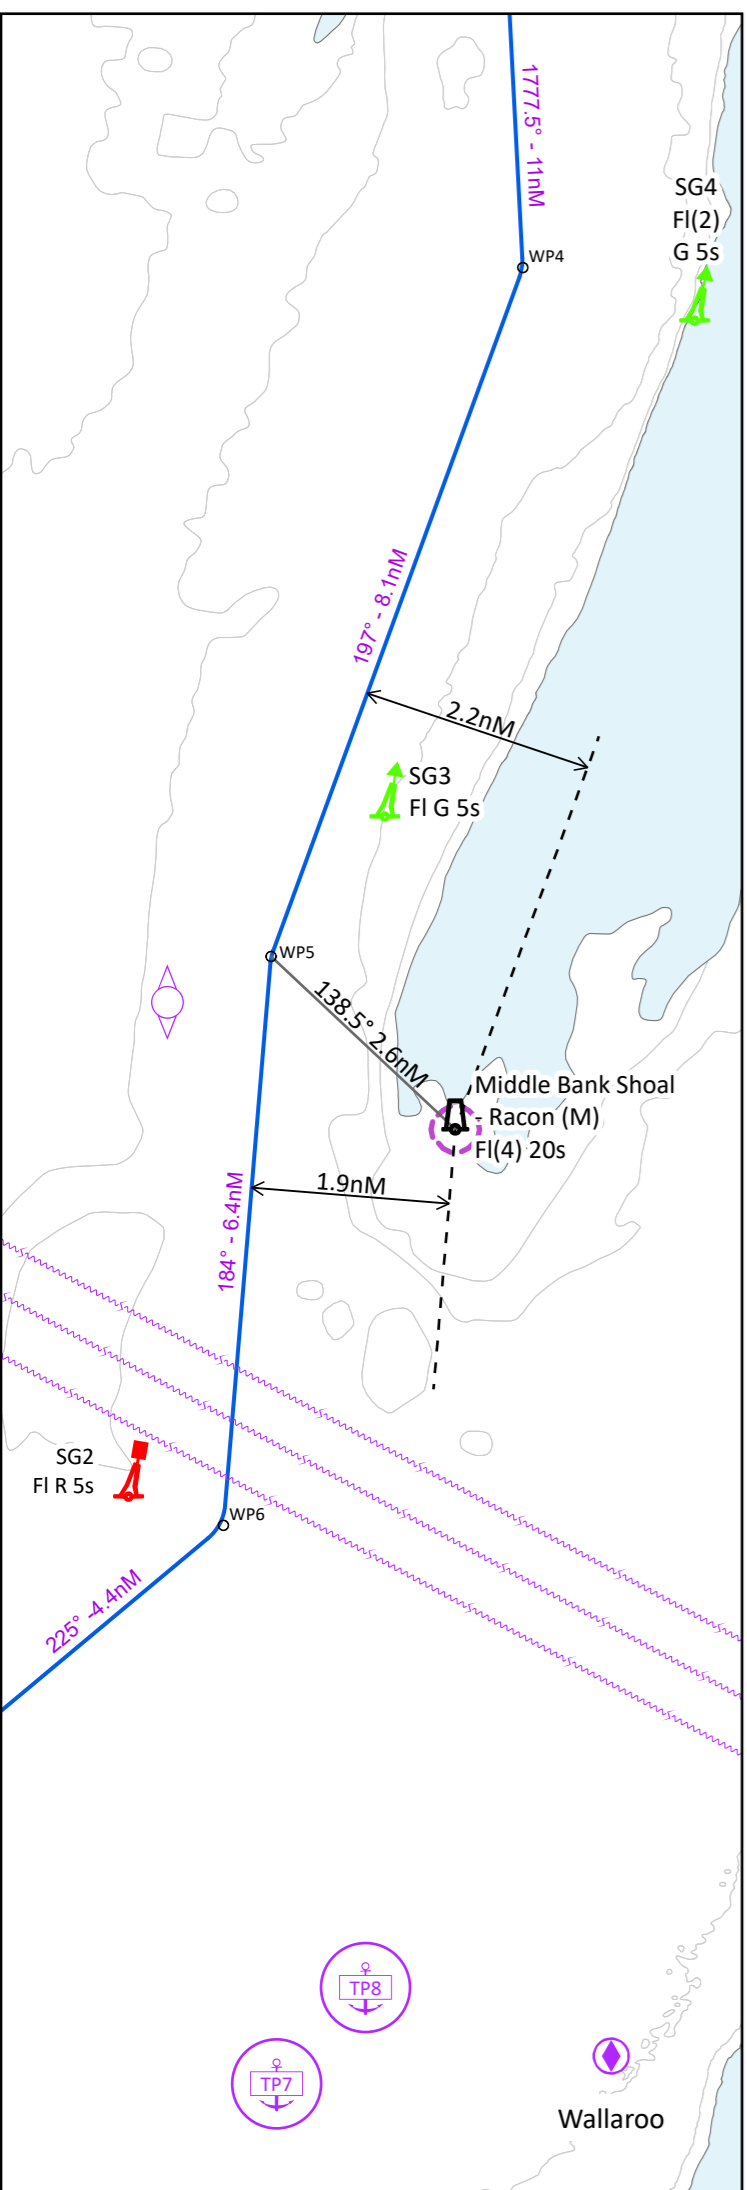 1777.5° - 11nM
SG4
Fl(2)
G 5s
WP4
197° - 8.1nM
2.2nM
SG3
Fl G 5s
WP5
138.5° 2.6nM
Middle Bank Shoal
- Racon (M)
Fl(4) 20s
1.9nM
184° - 6.4nM
SG2
Fl R 5s
WP6
225° -4.4nM
TP8
TP7
Wallaroo